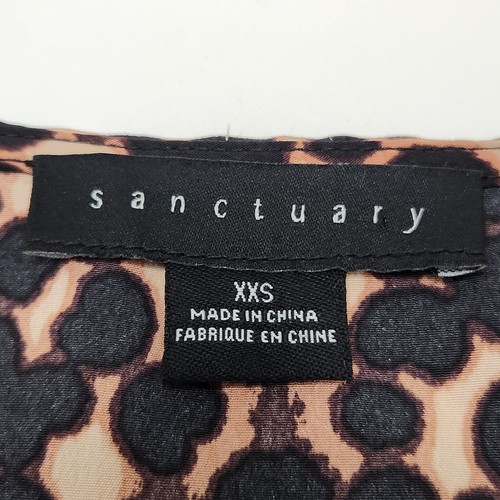 sanctuary
XXS
MADE IN CHINA
FABRIQUE EN CHINE